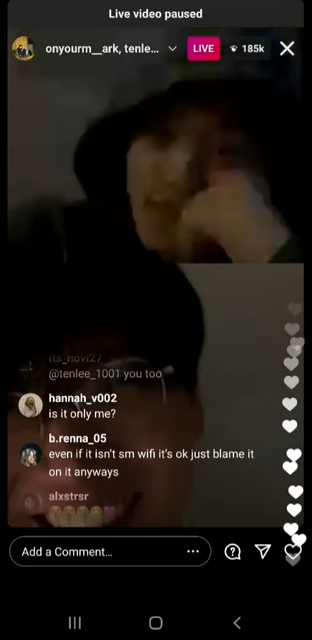 Live video paused
onyourm__ark, tenle...
LIVE
185k
its_novi27
@tenlee_1001 you too
hannah_v002
is it only me?
b.renna_05
even if it isn't sm wifi it's ok just blame it
on it anyways
alxstrsr
Add a Comment...